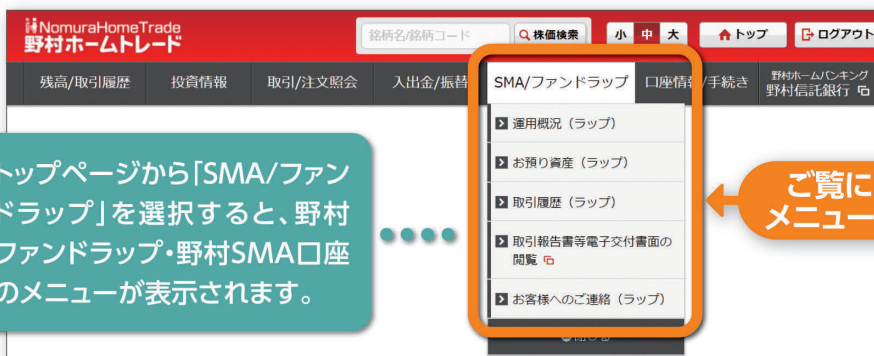 NomuraHomeTrade
野村ホームトレード
銘柄名/銘柄コード
株価検索
小 中 大
トップ
ログアウト
残高/取引履歴 投資情報 取引/注文照会 入出金/振替 SMA/ファンドラップ 口座情報/手続き
野村ホームバンキング
野村信託銀行
運用概況（ラップ）
お預り資産（ラップ）
取引履歴（ラップ）
取引報告書等電子交付書面の
閲覧
お客様へのご連絡（ラップ）
閉じる
トップページから「SMA/ファン
ドラップ」を選択すると、野村
ファンドラップ・野村SMA口座
のメニューが表示されます。
ご覧に
メニュー